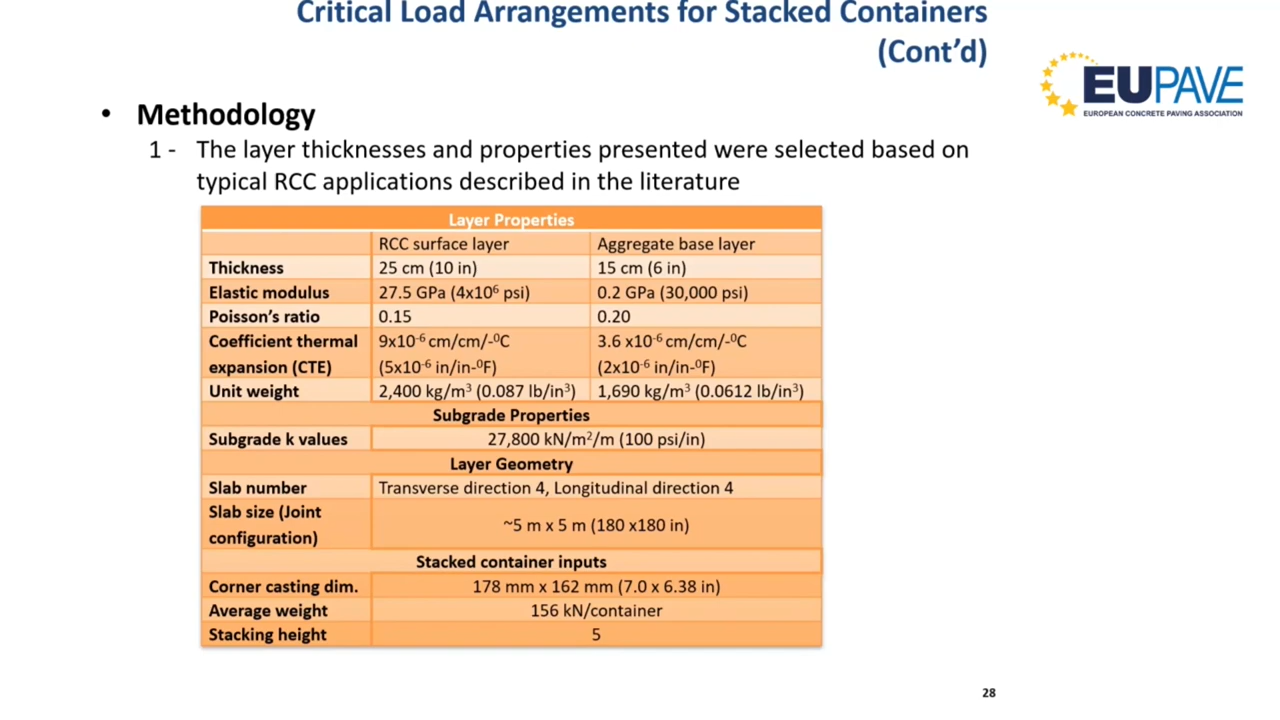 Critical Load Arrangements for Stacked Containers
(Cont’d)
EUPAVE
EUROPEAN CONCRETE PAVING ASSOCIATION
• Methodology
1 - The layer thicknesses and properties presented were selected based on
typical RCC applications described in the literature
Layer Properties
RCC surface layer Aggregate base layer
Thickness 25 cm (10 in) 15 cm (6 in)
Elastic modulus 27.5 GPa (4x10⁶ psi) 0.2 GPa (30,000 psi)
Poisson’s ratio 0.15 0.20
Coefficient thermal 9x10⁻⁶ cm/cm/-⁰C 3.6 x10⁻⁶ cm/cm/-⁰C
expansion (CTE) (5x10⁻⁶ in/in-⁰F) (2x10⁻⁶ in/in-⁰F)
Unit weight 2,400 kg/m³ (0.087 lb/in³) 1,690 kg/m³ (0.0612 lb/in³)
Subgrade Properties
Subgrade k values 27,800 kN/m²/m (100 psi/in)
Layer Geometry
Slab number Transverse direction 4, Longitudinal direction 4
Slab size (Joint
configuration) ~5 m x 5 m (180 x180 in)
Stacked container inputs
Corner casting dim. 178 mm x 162 mm (7.0 x 6.38 in)
Average weight 156 kN/container
Stacking height 5
28